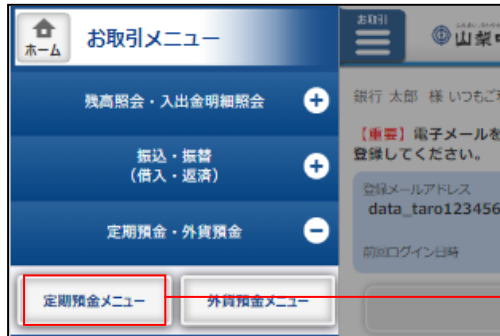 ホーム
お取引メニュー
残高照会・入出金明細照会
振込・振替
(借入・返済)
定期預金・外貨預金
定期預金メニュー
外貨預金メニュー
お取引
山梨
銀行 太郎 様 いつもご
【重要】電子メールを
登録してください。
登録メールアドレス
data_taro123456
前回ログイン日時